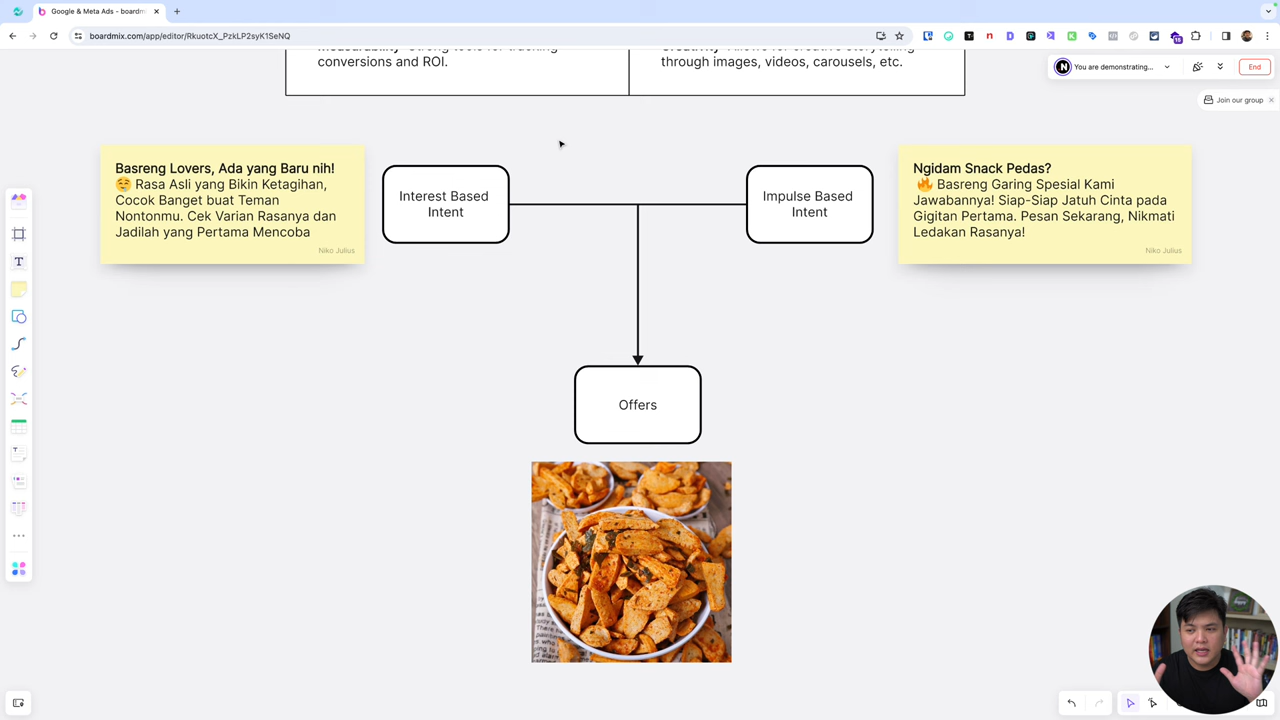 Google & Meta Ads - boardm
boardmix.com/app/editor/RkuotcX_PzkLP2syK1SeNQ
You are demonstrating...
End
Join our group
Measurability Strong tools for tracking
conversions and ROI.
Creativity Allows for creative storytelling
through images, videos, carousels, etc.
Basreng Lovers, Ada yang Baru nih!
☺️ Rasa Asli yang Bikin Ketagihan,
Cocok Banget buat Teman
Nontonmu. Cek Varian Rasanya dan
Jadilah yang Pertama Mencoba
Niko Julius
Interest Based
Intent
Impulse Based
Intent
Ngidam Snack Pedas?
🔥 Basreng Garing Spesial Kami
Jawabannya! Siap-Siap Jatuh Cinta pada
Gigitan Pertama. Pesan Sekarang, Nikmati
Ledakan Rasanya!
Niko Julius
Offers